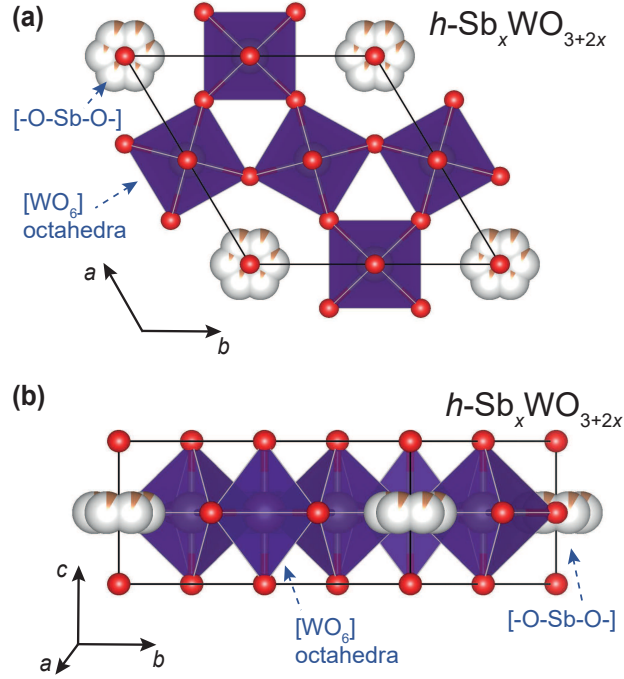 (a)
h-SbₓWO₃₊₂ₓ
[-O-Sb-O-]
[WO₆]
octahedra
a
b
(b)
h-SbₓWO₃₊₂ₓ
c
a
b
[WO₆]
octahedra
[-O-Sb-O-]